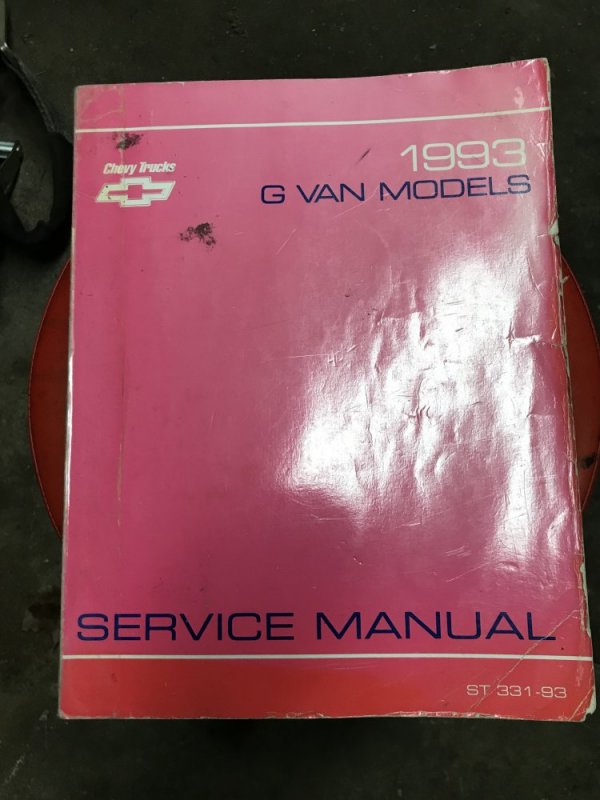 1993
Chevy Trucks
G VAN MODELS
SERVICE MANUAL
ST 331-93